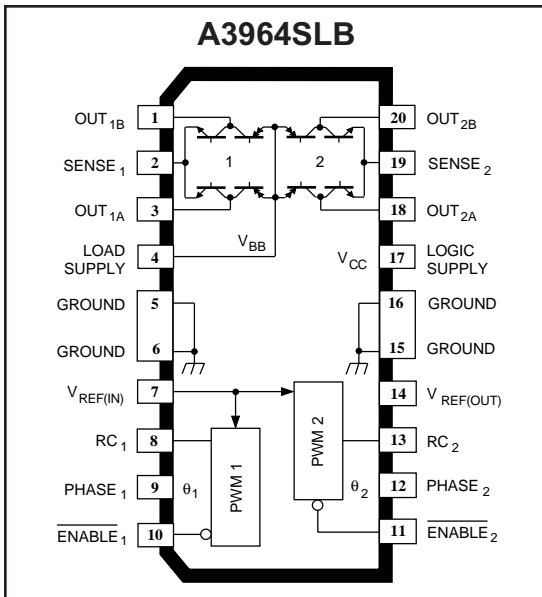 A3964SLB
OUT1B 1
SENSE1 2
OUT1A 3
LOAD SUPPLY 4
GROUND 5
GROUND 6
VREF(IN) 7
RC1 8
PHASE1 9
ENABLE1 10
1 2
VBB
VCC
θ1
PWM 1
PWM 2
θ2
20 OUT2B
19 SENSE2
18 OUT2A
17 LOGIC SUPPLY
16 GROUND
15 GROUND
14 VREF(OUT)
13 RC2
12 PHASE2
11 ENABLE2